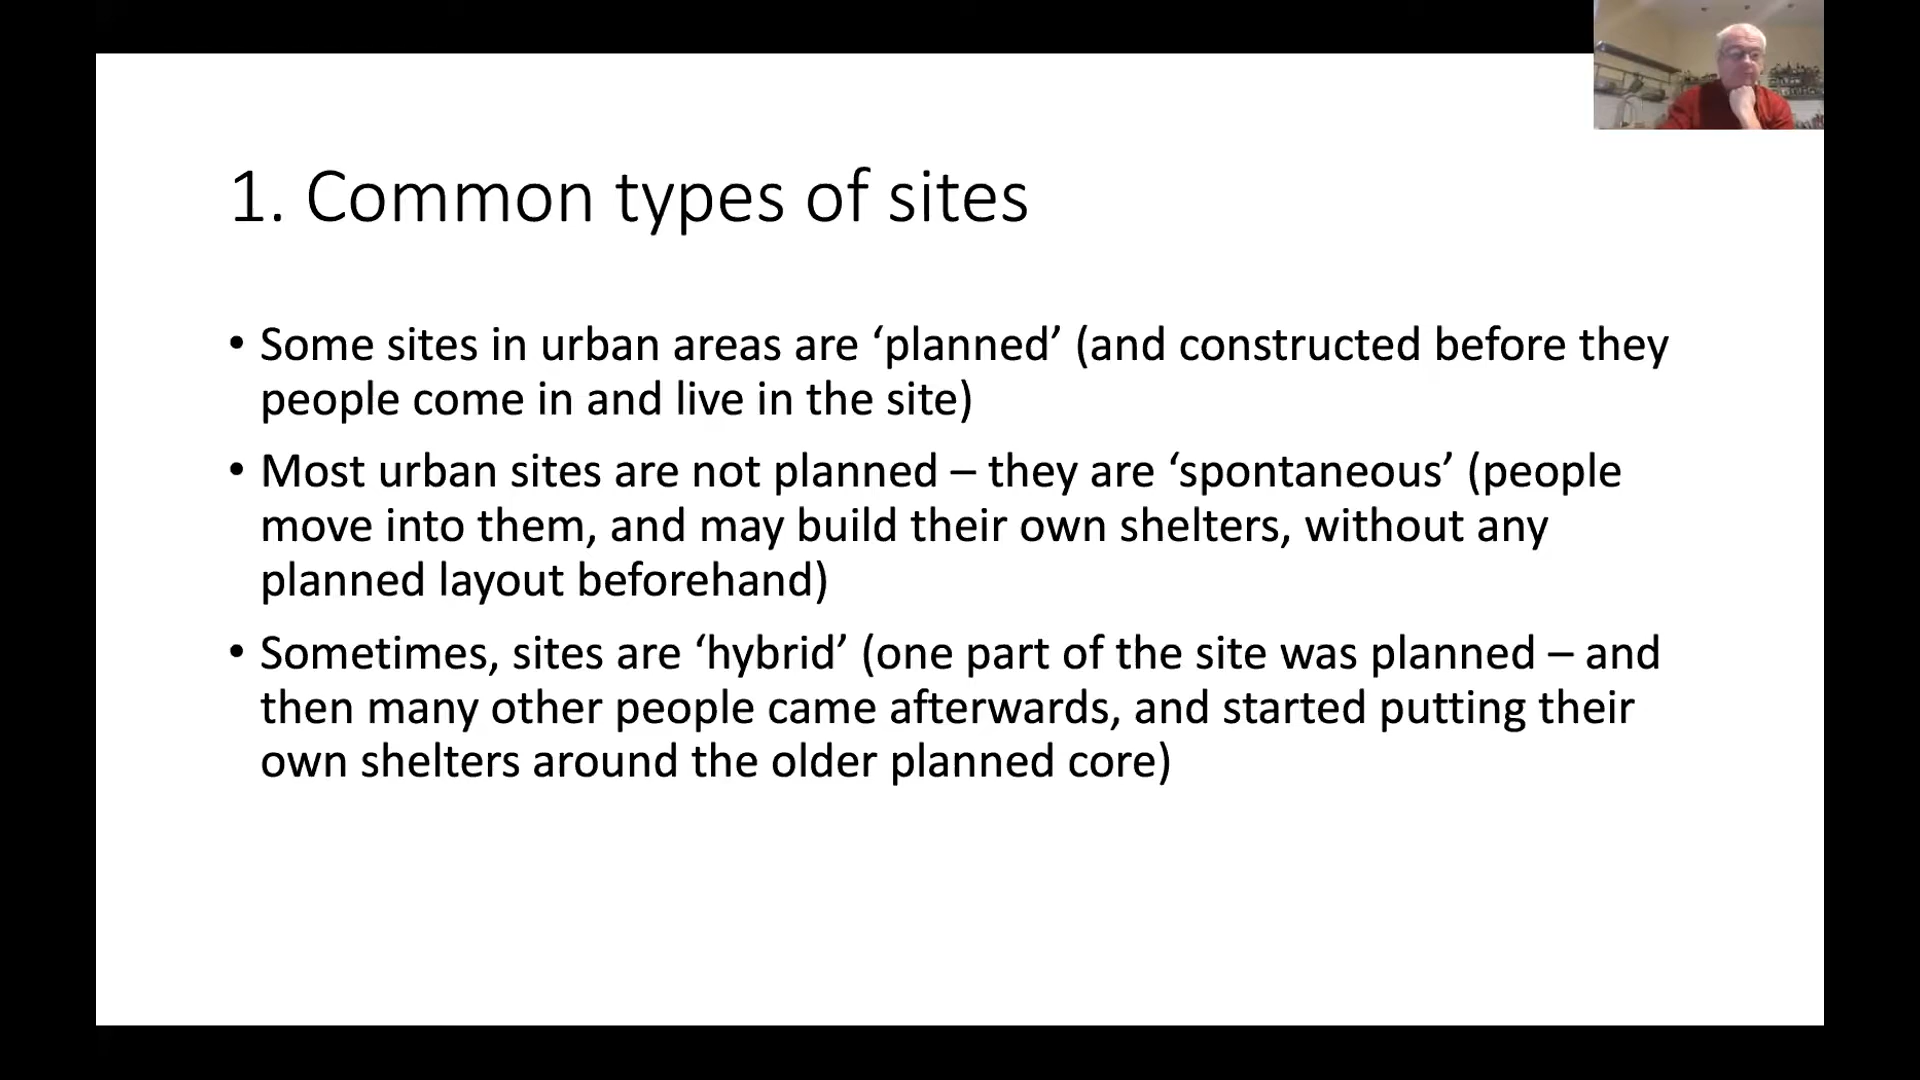 1. Common types of sites
• Some sites in urban areas are ‘planned’ (and constructed before they
people come in and live in the site)
• Most urban sites are not planned – they are ‘spontaneous’ (people
move into them, and may build their own shelters, without any
planned layout beforehand)
• Sometimes, sites are ‘hybrid’ (one part of the site was planned – and
then many other people came afterwards, and started putting their
own shelters around the older planned core)